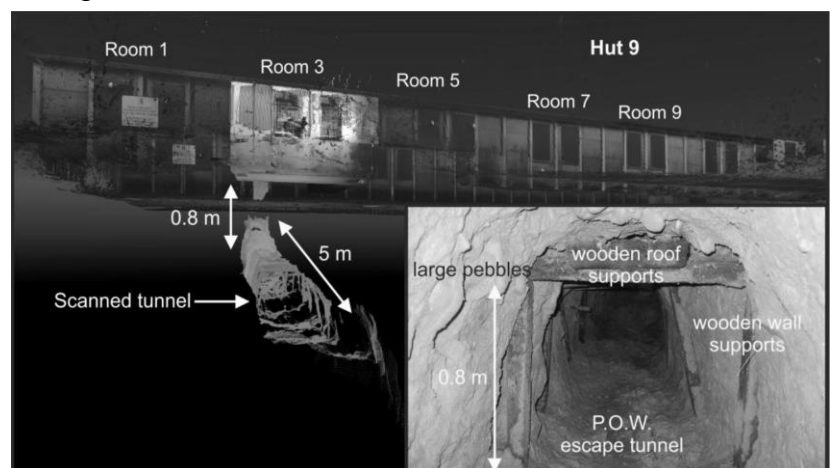 Hut 9
Room 1
Room 3
Room 5
Room 7
Room 9
0.8 m
5 m
Scanned tunnel
large pebbles
wooden roof
supports
wooden wall
supports
0.8 m
P.O.W.
escape tunnel